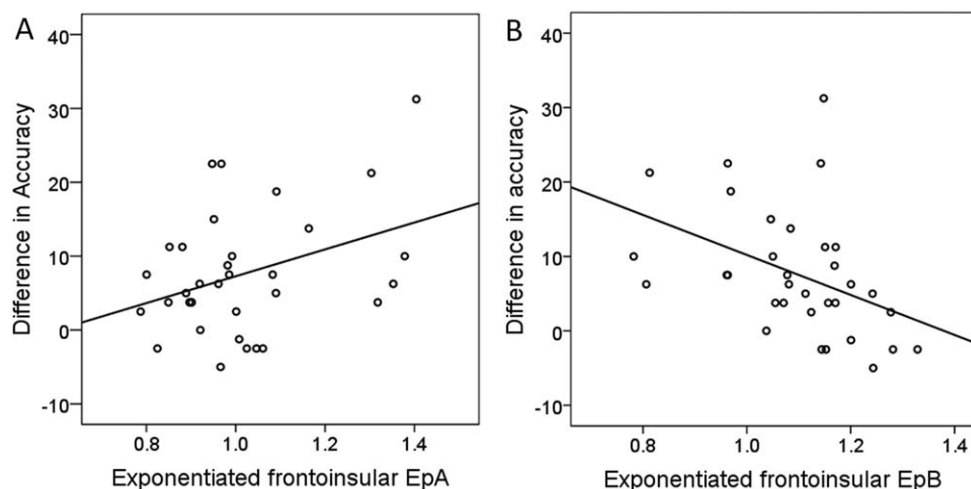 A
Difference in Accuracy
40
30
20
10
0
-10
0.8 1.0 1.2 1.4
Exponentiated frontoinsular EpA
B
Difference in accuracy
40
30
20
10
0
-10
0.8 1.0 1.2 1.4
Exponentiated frontoinsular EpB